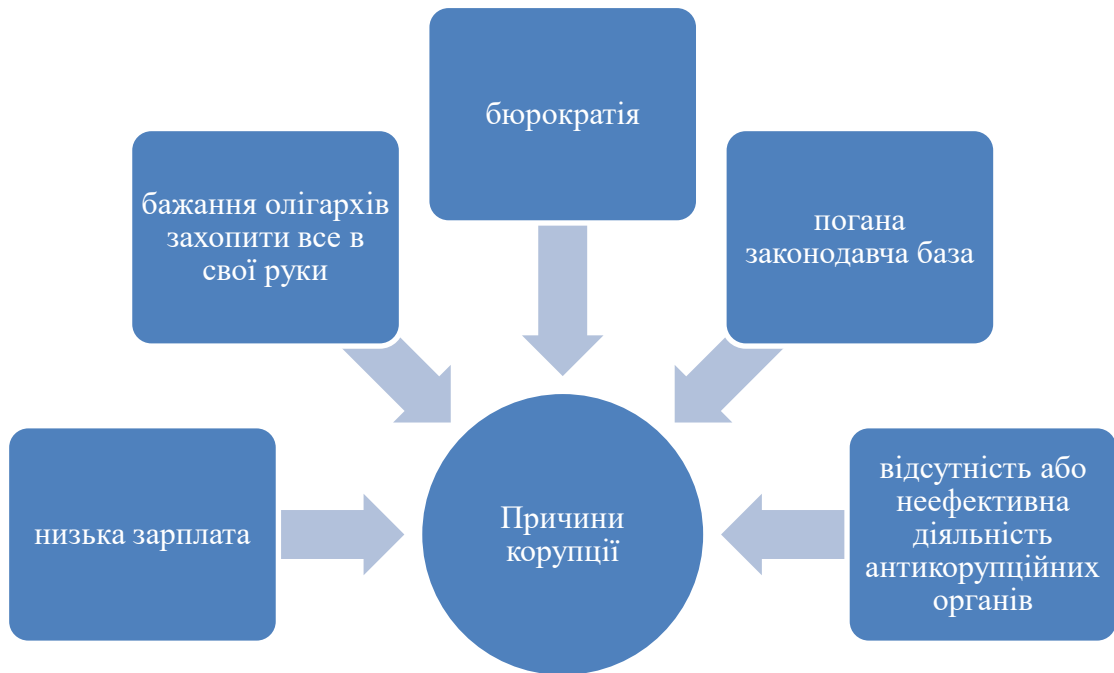 бюрократія
бажання олігархів
захопити все в
свої руки
погана
законодавча база
низька зарплата
Причини
корупції
відсутність або
неефективна
діяльність
антикорупційних
органів